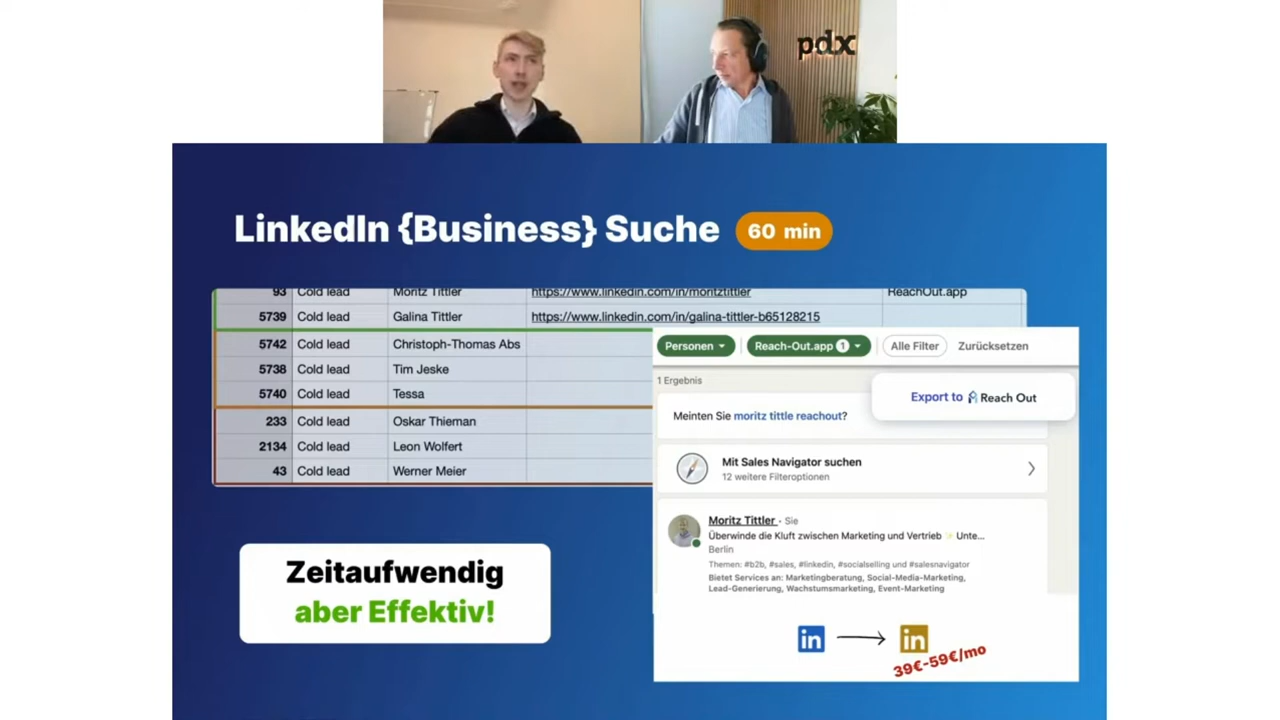 pdx
LinkedIn {Business} Suche 60 min
93 Cold lead Moritz Tittler https://www.linkedin.com/in/moritztittler ReachOut.app
5739 Cold lead Galina Tittler https://www.linkedin.com/in/galina-tittler-b65128215
5742 Cold lead Christoph-Thomas Abs
5738 Cold lead Tim Jeske
5740 Cold lead Tessa
233 Cold lead Oskar Thieman
2134 Cold lead Leon Wolfert
43 Cold lead Werner Meier
Personen Reach-Out.app 1 Alle Filter Zurücksetzen
1 Ergebnis
Export to Reach Out
Meinten Sie moritz tittle reachout?
Mit Sales Navigator suchen
12 weitere Filteroptionen
Moritz Tittler · Sie
Überwinde die Kluft zwischen Marketing und Vertrieb Unte...
Berlin
Themen: #b2b, #sales, #linkedin, #socialselling und #salesnavigator
Bietet Services an: Marketingberatung, Social-Media-Marketing,
Lead-Generierung, Wachstumsmarketing, Event-Marketing
in in
39€-59€/mo
Zeitaufwendig
aber Effektiv!